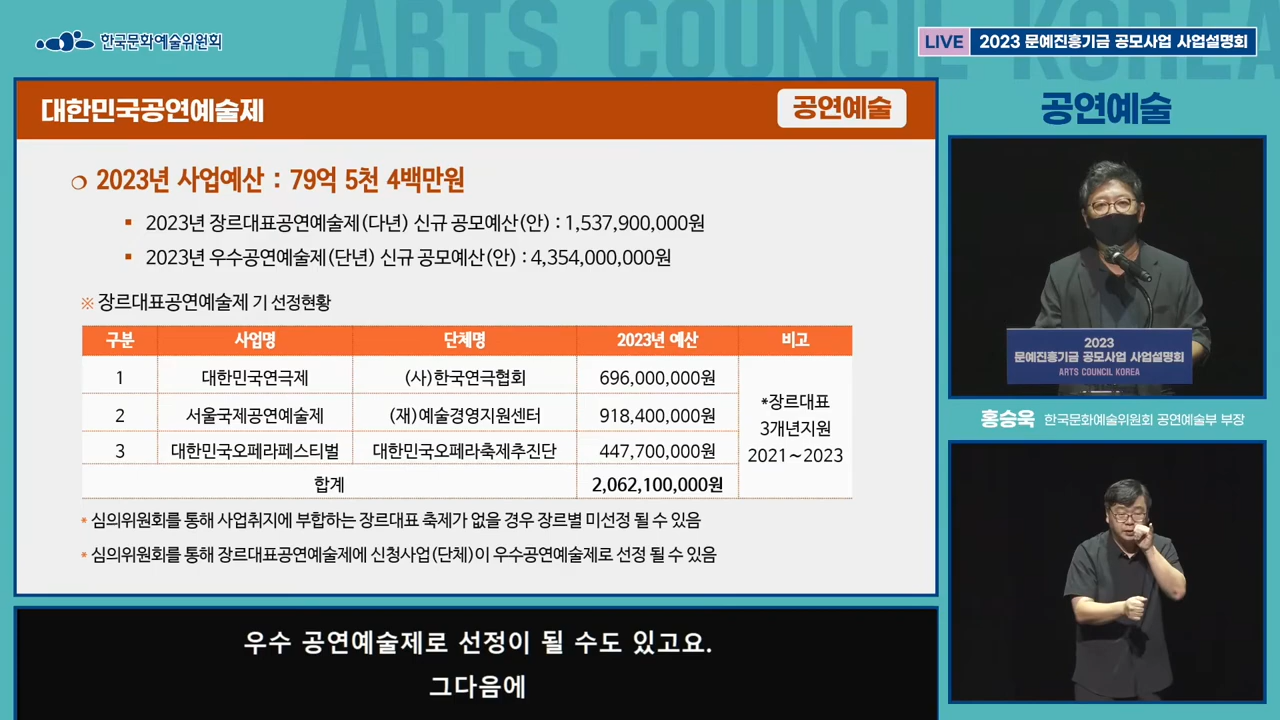 ARTS COUNCIL KOREA
한국문화예술위원회
LIVE 2023 문예진흥기금 공모사업 사업설명회
대한민국공연예술제
공연예술
공연예술
❍ 2023년 사업예산 : 79억 5천 4백만원
▪ 2023년 장르대표공연예술제(다년) 신규 공모예산(안) : 1,537,900,000원
▪ 2023년 우수공연예술제(단년) 신규 공모예산(안) : 4,354,000,000원
※ 장르대표공연예술제 기 선정현황
구분 사업명 단체명 2023년 예산 비고
1 대한민국연극제 (사)한국연극협회 696,000,000원
2 서울국제공연예술제 (재)예술경영지원센터 918,400,000원
3 대한민국오페라페스티벌 대한민국오페라축제추진단 447,700,000원
합계 2,062,100,000원
*장르대표
3개년지원
2021~2023
* 심의위원회를 통해 사업취지에 부합하는 장르대표 축제가 없을 경우 장르별 미선정 될 수 있음
* 심의위원회를 통해 장르대표공연예술제에 신청사업(단체)이 우수공연예술제로 선정 될 수 있음
2023
문예진흥기금 공모사업 사업설명회
ARTS COUNCIL KOREA
홍승욱 한국문화예술위원회 공연예술부 부장
우수 공연예술제로 선정이 될 수도 있고요.
그다음에